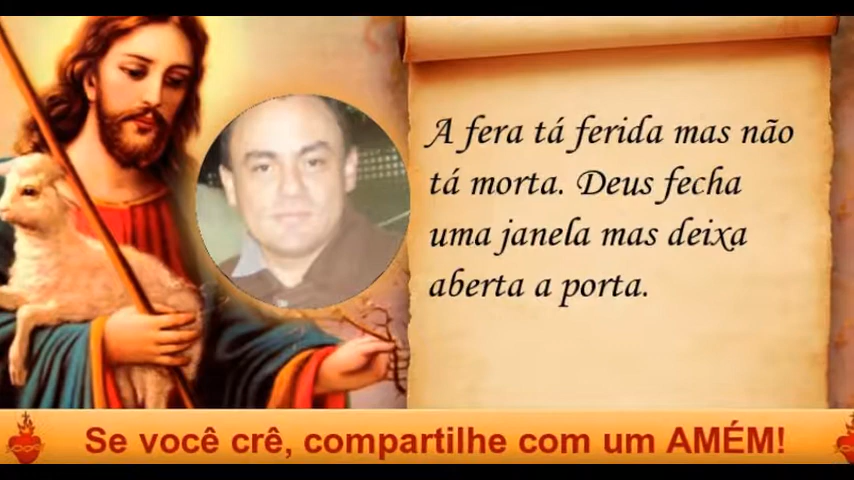 A fera tá ferida mas não
tá morta. Deus fecha
uma janela mas deixa
aberta a porta.
Se você crê, compartilhe com um AMÉM!